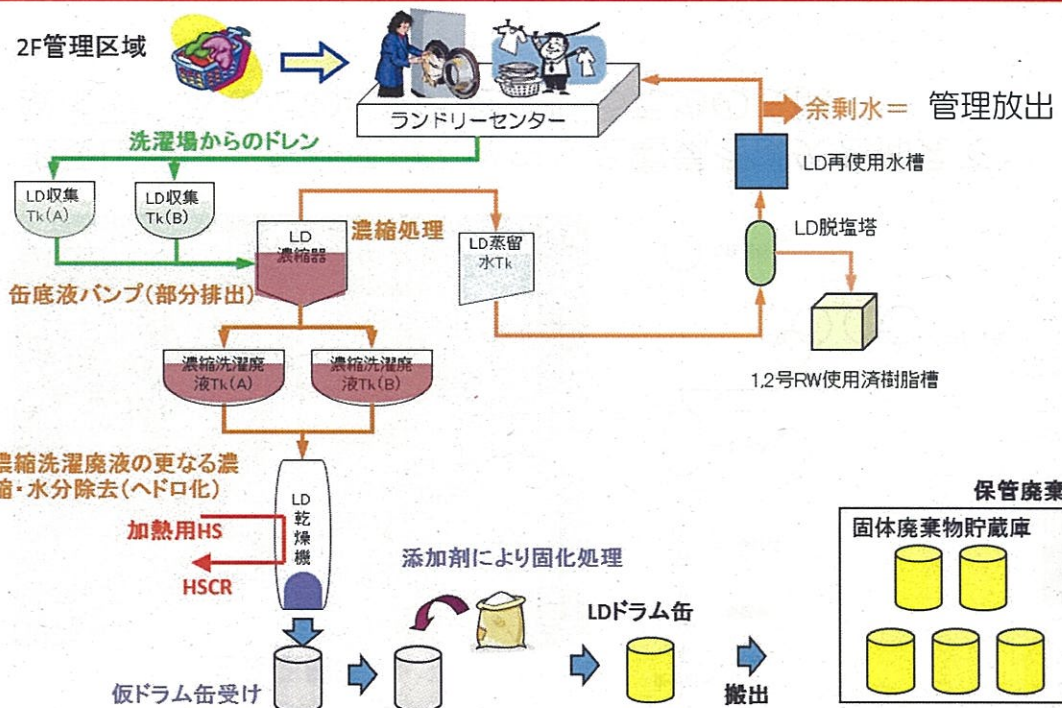 2F管理区域
ランドリーセンター
余剰水＝ 管理放出
洗濯場からのドレン
LD再使用水槽
LD収集
Tk(A)
LD収集
Tk(B)
LD
濃縮器
濃縮処理
LD蒸留
水Tk
LD脱塩塔
缶底液バンプ(部分排出)
濃縮洗濯廃
液Tk(A)
濃縮洗濯廃
液Tk(B)
1,2号RW使用済樹脂槽
濃縮洗濯廃液の更なる濃
縮・水分除去(ヘドロ化)
LD
乾
燥
機
加熱用HS
HSCR
保管廃棄
固体廃棄物貯蔵庫
添加剤により固化処理
LDドラム缶
仮ドラム缶受け
搬出